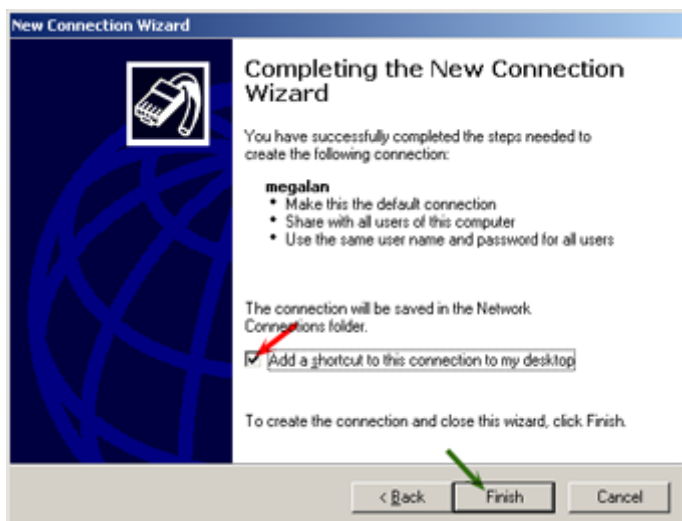 New Connection Wizard
Completing the New Connection
Wizard
You have successfully completed the steps needed to
create the following connection:
megalan
• Make this the default connection
• Share with all users of this computer
• Use the same user name and password for all users
The connection will be saved in the Network
Connections folder.
Add a shortcut to this connection to my desktop
To create the connection and close this wizard, click Finish.
< Back
Finish
Cancel